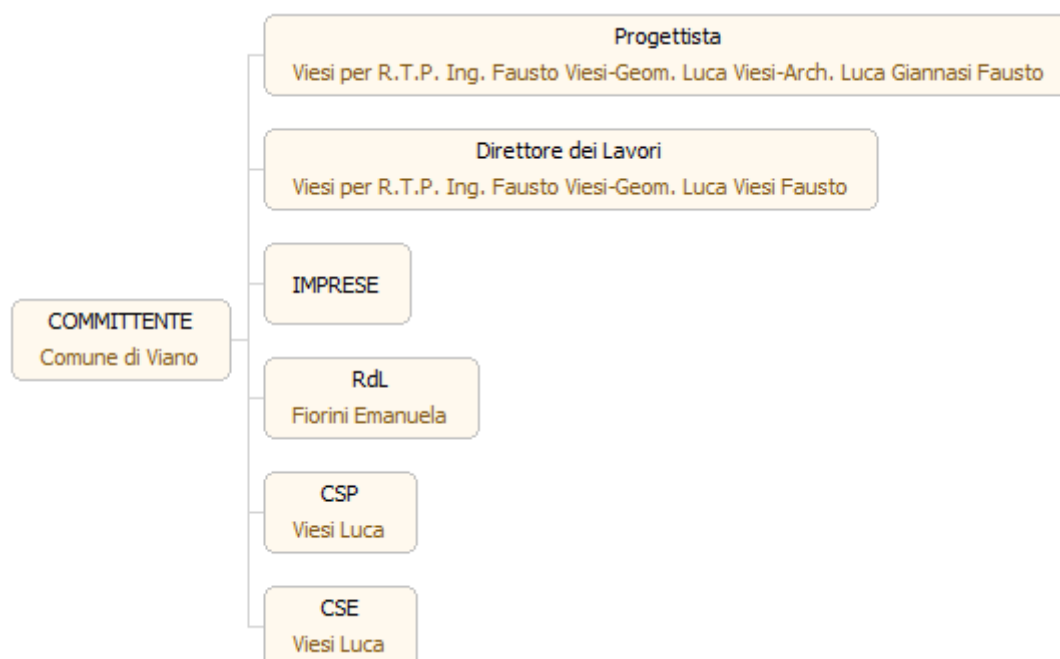 Progettista
Viesi per R.T.P. Ing. Fausto Viesi-Geom. Luca Viesi-Arch. Luca Giannasi Fausto
Direttore dei Lavori
Viesi per R.T.P. Ing. Fausto Viesi-Geom. Luca Viesi Fausto
IMPRESE
COMMITTENTE
Comune di Viano
RdL
Fiorini Emanuela
CSP
Viesi Luca
CSE
Viesi Luca